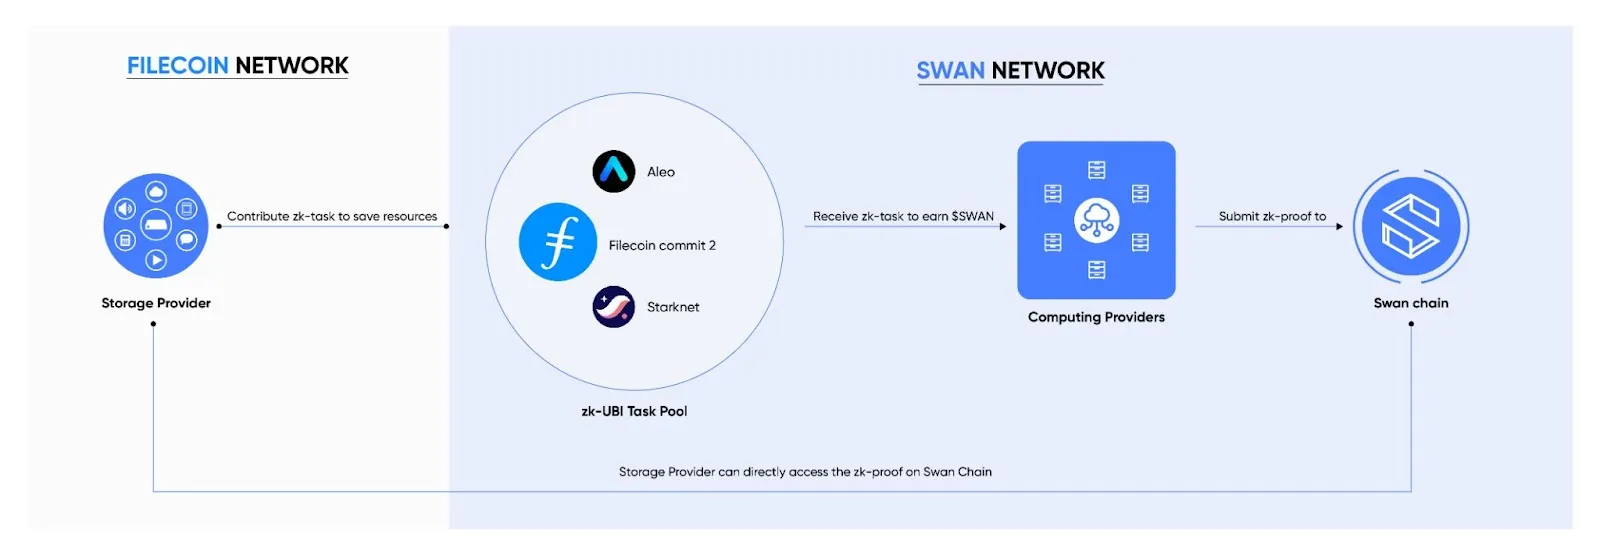 FILECOIN NETWORK
SWAN NETWORK
Aleo
Contribute zk-task to save resources
Filecoin commit 2
Receive zk-task to earn $SWAN
Submit zk-proof to
Storage Provider
Starknet
Computing Providers
Swan chain
zk-UBI Task Pool
Storage Provider can directly access the zk-proof on Swan Chain